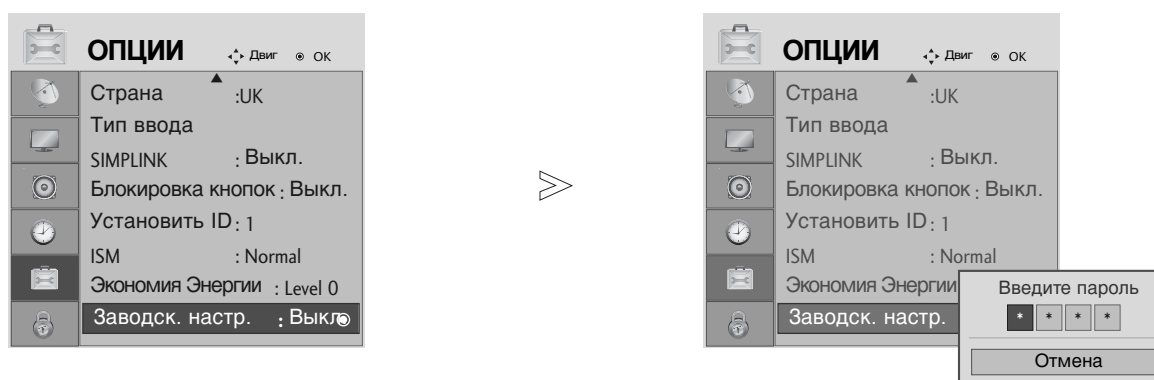 ОПЦИИ Двиг OK
Страна :UK
Тип ввода
SIMPLINK : Выкл.
Блокировка кнопок : Выкл.
Установить ID : 1
ISM : Normal
Экономия Энергии : Level 0
Заводск. настр. : Выкл
ОПЦИИ Двиг OK
Страна :UK
Тип ввода
SIMPLINK : Выкл.
Блокировка кнопок : Выкл.
Установить ID : 1
ISM : Normal
Экономия Энергии
Заводск. настр.
Введите пароль
* * * *
Отмена